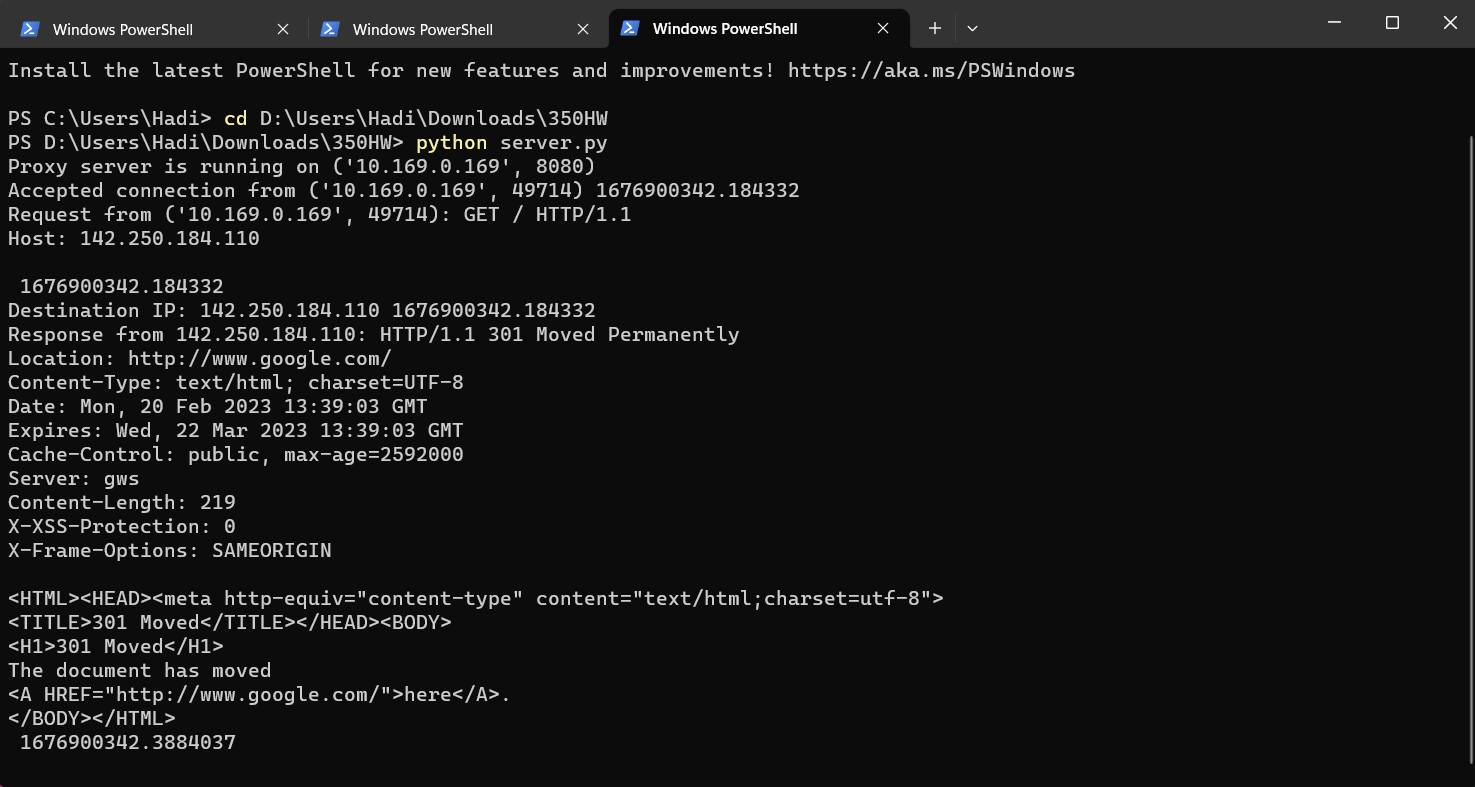 Windows PowerShell
Windows PowerShell
Windows PowerShell
Install the latest PowerShell for new features and improvements! https://aka.ms/PSWindows
PS C:\Users\Hadi> cd D:\Users\Hadi\Downloads\350HW
PS D:\Users\Hadi\Downloads\350HW> python server.py
Proxy server is running on ('10.169.0.169', 8080)
Accepted connection from ('10.169.0.169', 49714) 1676900342.184332
Request from ('10.169.0.169', 49714): GET / HTTP/1.1
Host: 142.250.184.110
1676900342.184332
Destination IP: 142.250.184.110 1676900342.184332
Response from 142.250.184.110: HTTP/1.1 301 Moved Permanently
Location: http://www.google.com/
Content-Type: text/html; charset=UTF-8
Date: Mon, 20 Feb 2023 13:39:03 GMT
Expires: Wed, 22 Mar 2023 13:39:03 GMT
Cache-Control: public, max-age=2592000
Server: gws
Content-Length: 219
X-XSS-Protection: 0
X-Frame-Options: SAMEORIGIN
<HTML><HEAD><meta http-equiv="content-type" content="text/html;charset=utf-8">
<TITLE>301 Moved</TITLE></HEAD><BODY>
<H1>301 Moved</H1>
The document has moved
<A HREF="http://www.google.com/">here</A>.
</BODY></HTML>
1676900342.3884037